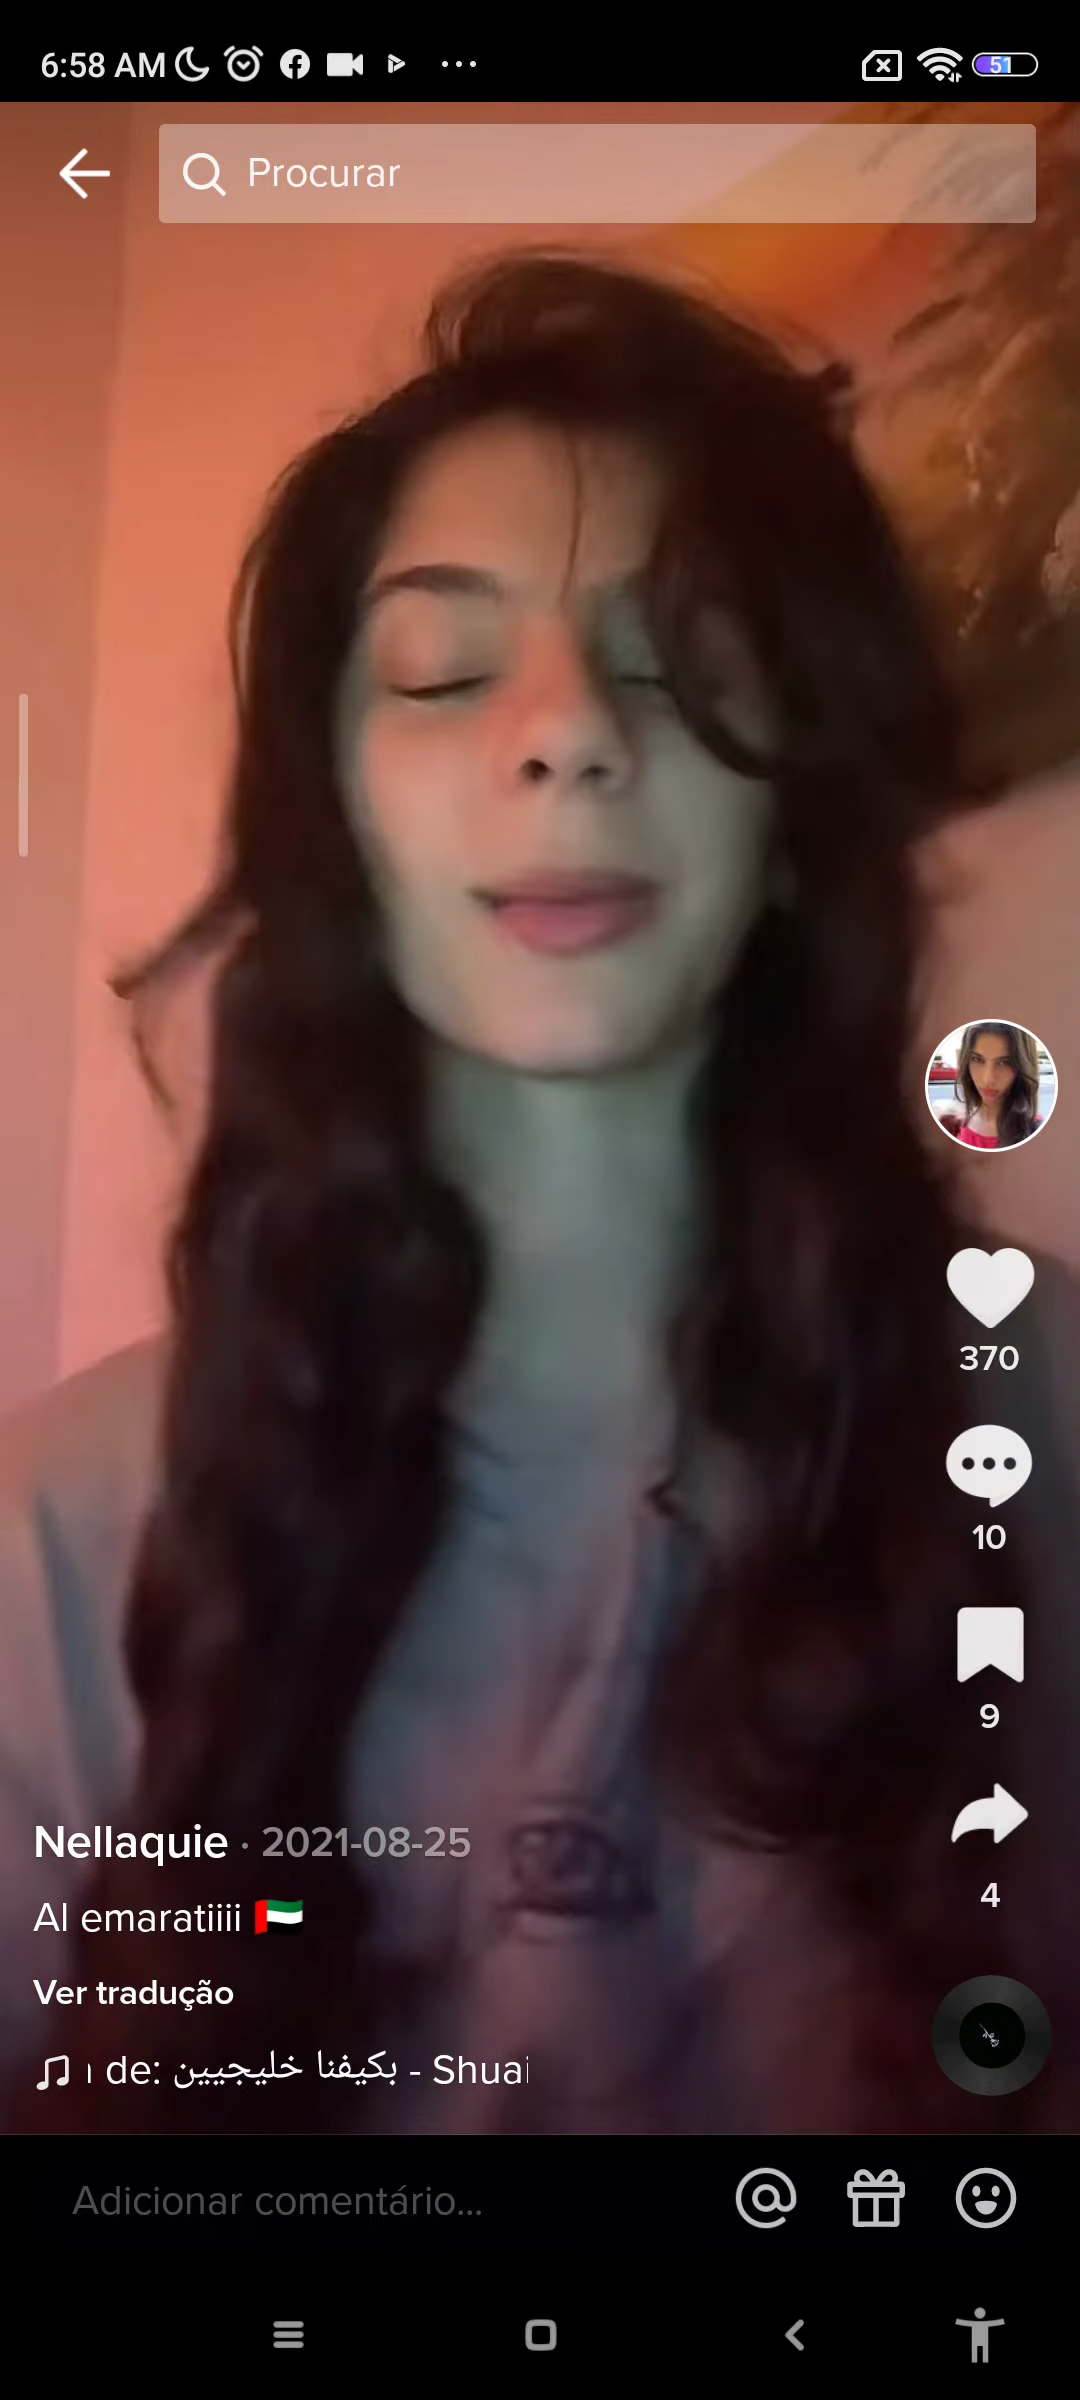 6:58 AM
51
Procurar
370
10
9
4
Nellaquie · 2021-08-25
Al emaratiiii 🇦🇪
Ver tradução
de: بكيفنا خليجيين - Shuai
Adicionar comentário...